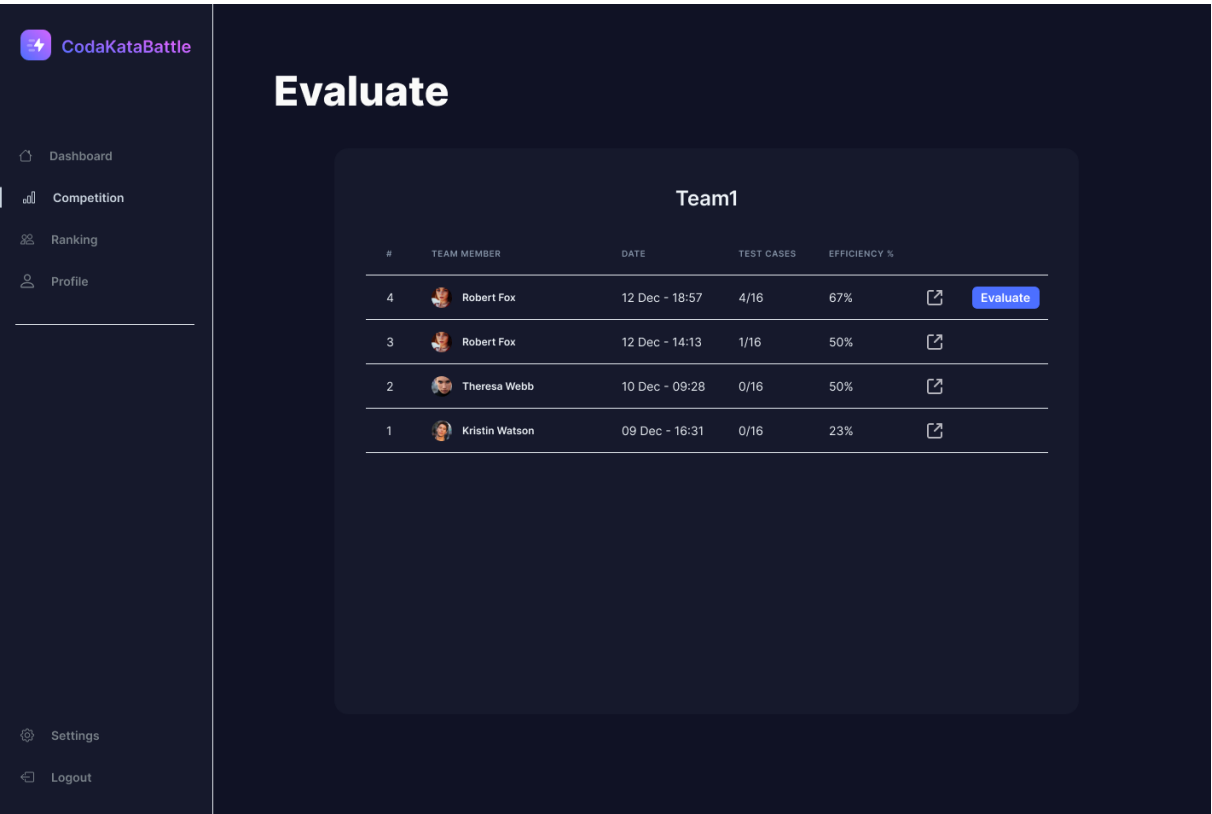 CodaKataBattle
Evaluate
Dashboard
Competition
Ranking
Profile
Team1
# TEAM MEMBER DATE TEST CASES EFFICIENCY %
4 Robert Fox 12 Dec - 18:57 4/16 67% Evaluate
3 Robert Fox 12 Dec - 14:13 1/16 50%
2 Theresa Webb 10 Dec - 09:28 0/16 50%
1 Kristin Watson 09 Dec - 16:31 0/16 23%
Settings
Logout